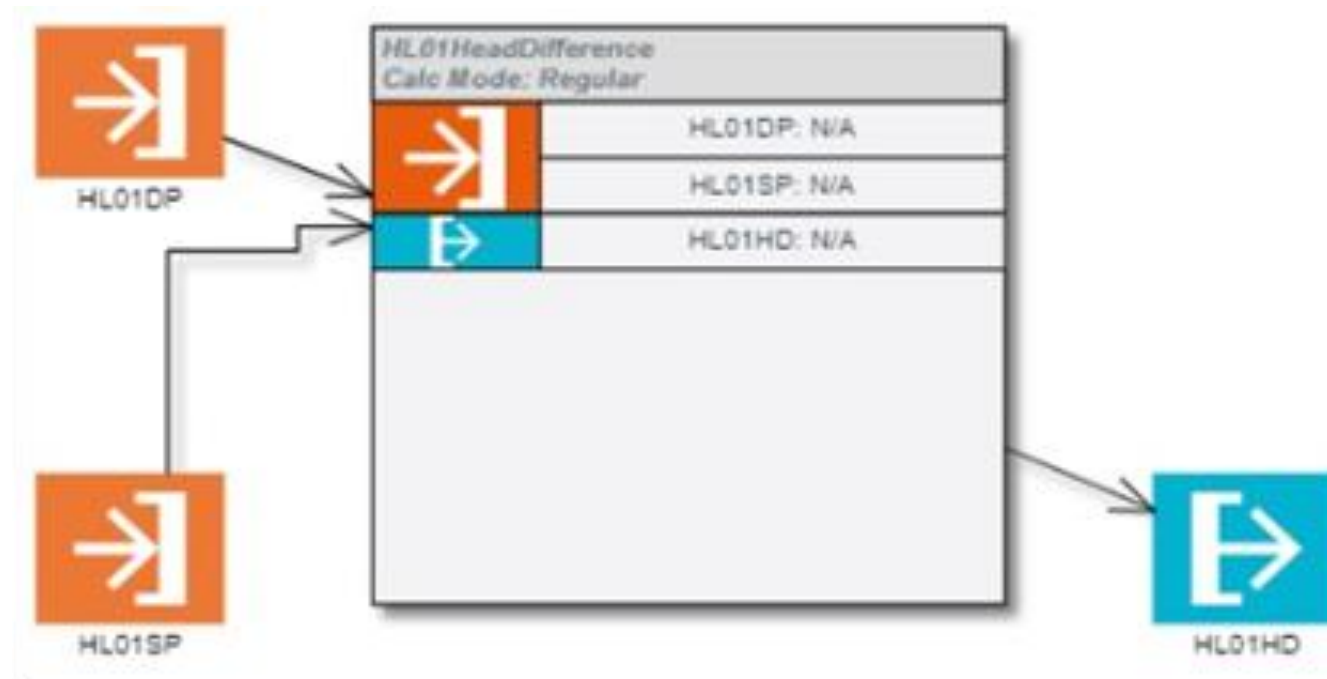 HL01HeadDifference
Calc Mode: Regular
HL01DP: N/A
HL01SP: N/A
HL01HD: N/A
HL01DP
HL01SP
HL01HD